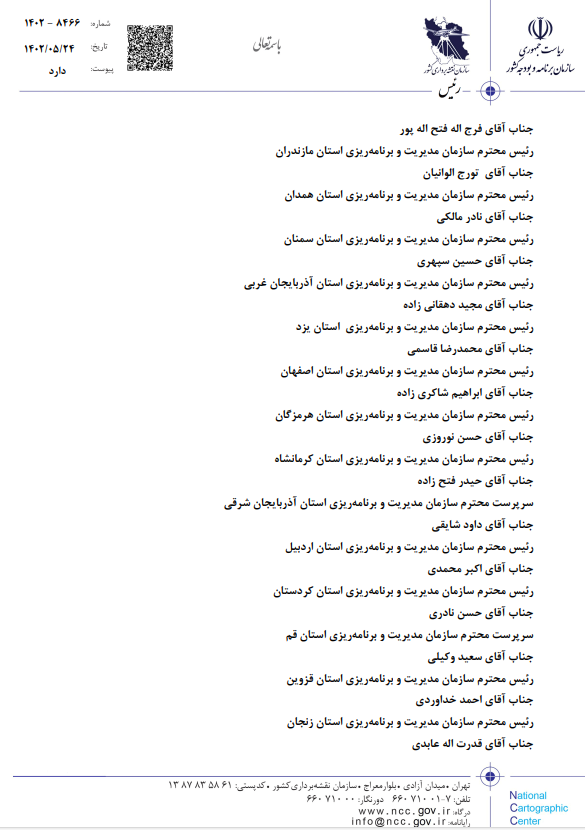 ریاست جمهوری
سازمان برنامه و بودجه کشور
سازمان نقشه‌برداری کشور
رئیس
باسمه‌تعالی
شماره: ۸۴۶۶ - ۱۴۰۲
تاریخ: ۱۴۰۲/۰۵/۲۴
پیوست: دارد
جناب آقای فرج اله فتح اله پور
رئیس محترم سازمان مدیریت و برنامه‌ریزی استان مازندران
جناب آقای تورج الوانیان
رئیس محترم سازمان مدیریت و برنامه‌ریزی استان همدان
جناب آقای نادر مالکی
رئیس محترم سازمان مدیریت و برنامه‌ریزی استان سمنان
جناب آقای حسین سپهری
رئیس محترم سازمان مدیریت و برنامه‌ریزی استان آذربایجان غربی
جناب آقای مجید دهقانی زاده
رئیس محترم سازمان مدیریت و برنامه‌ریزی استان یزد
جناب آقای محمدرضا قاسمی
رئیس محترم سازمان مدیریت و برنامه‌ریزی استان اصفهان
جناب آقای ابراهیم شاکری زاده
رئیس محترم سازمان مدیریت و برنامه‌ریزی استان هرمزگان
جناب آقای حسن نوروزی
رئیس محترم سازمان مدیریت و برنامه‌ریزی استان کرمانشاه
جناب آقای حیدر فتح زاده
سرپرست محترم سازمان مدیریت و برنامه‌ریزی استان آذربایجان شرقی
جناب آقای داود شایقی
رئیس محترم سازمان مدیریت و برنامه‌ریزی استان اردبیل
جناب آقای اکبر محمدی
رئیس محترم سازمان مدیریت و برنامه‌ریزی استان کردستان
جناب آقای حسن نادری
سرپرست محترم سازمان مدیریت و برنامه‌ریزی استان قم
جناب آقای سعید وکیلی
رئیس محترم سازمان مدیریت و برنامه‌ریزی استان قزوین
جناب آقای احمد خداوردی
رئیس محترم سازمان مدیریت و برنامه‌ریزی استان زنجان
جناب آقای قدرت اله عابدی
تهران • میدان آزادی • بلوار معراج • سازمان نقشه‌برداری کشور • کدپستی: ۶۱ ۵۸ ۸۳ ۸۷ ۱۳
تلفن: ۷-۰۱ ۷۱۰ ۶۶۰ دورنگار: ۰۰ ۷۱۰ ۶۶۰
درگاه: www.ncc.gov.ir
رایانامه: info@ncc.gov.ir
National
Cartographic
Center